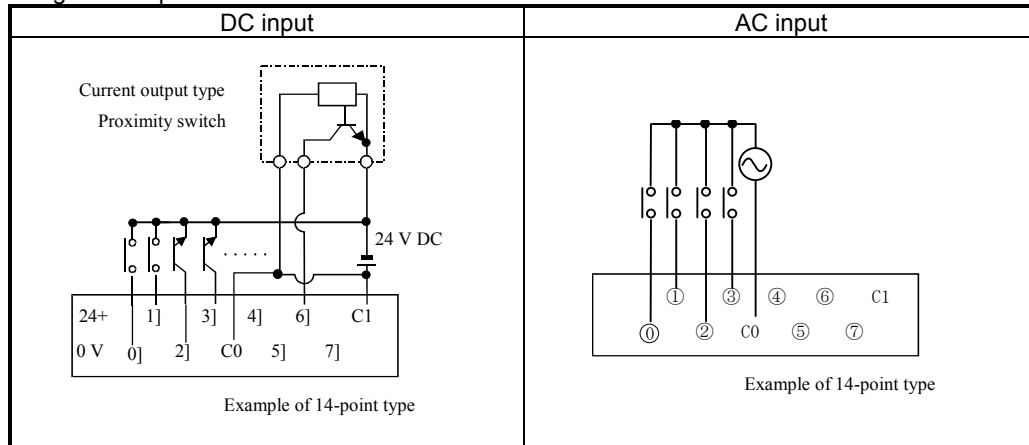 DC input
AC input
Current output type
Proximity switch
24 V DC
· · · · ·
24+ 1] 3] 4] 6] C1
0 V 0] 2] C0 5] 7]
Example of 14-point type
① ③ ④ ⑥ C1
⓪ ② C0 ⑤ ⑦
Example of 14-point type